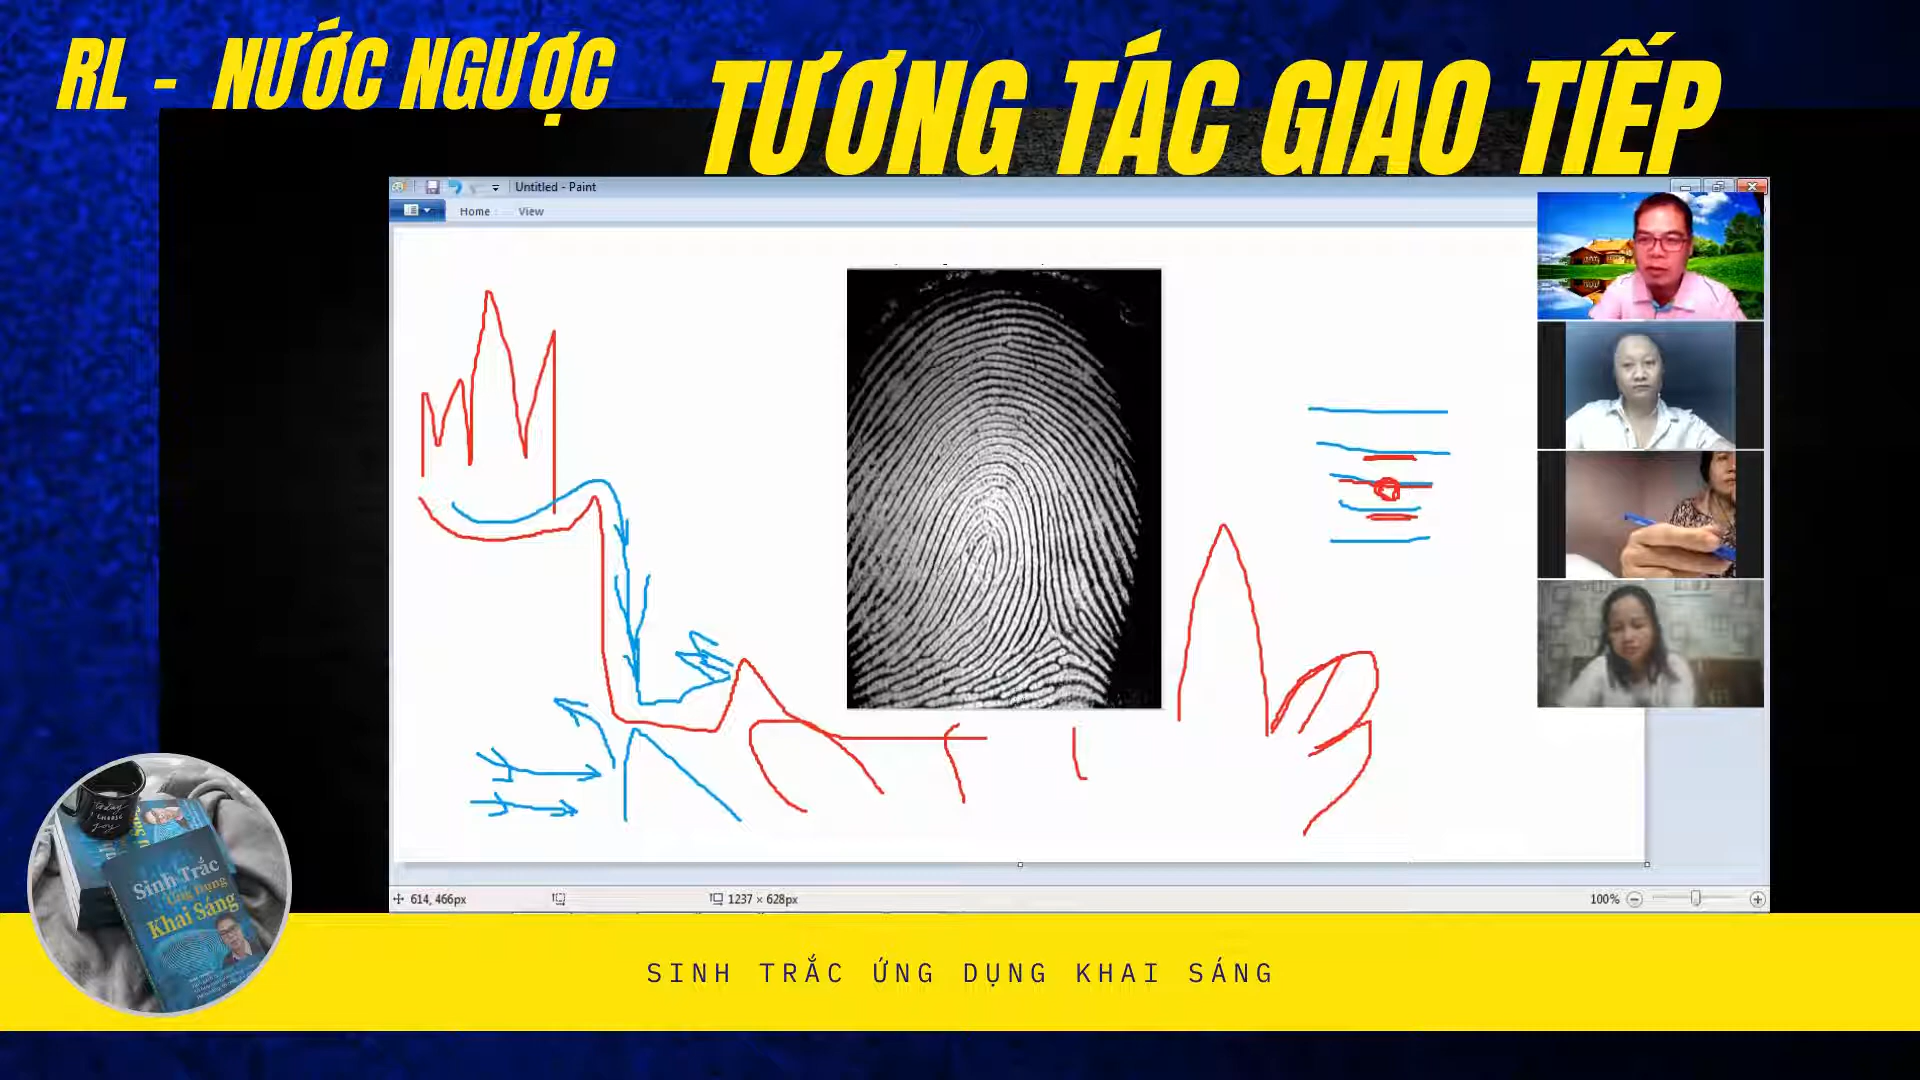 RL - NƯỚC NGƯỢC
TƯƠNG TÁC GIAO TIẾP
Untitled - Paint
Home
View
614, 466px
1237 × 628px
100%
Sinh Trắc
Ứng Dụng
Khai Sáng
SINH TRẮC ỨNG DỤNG KHAI SÁNG